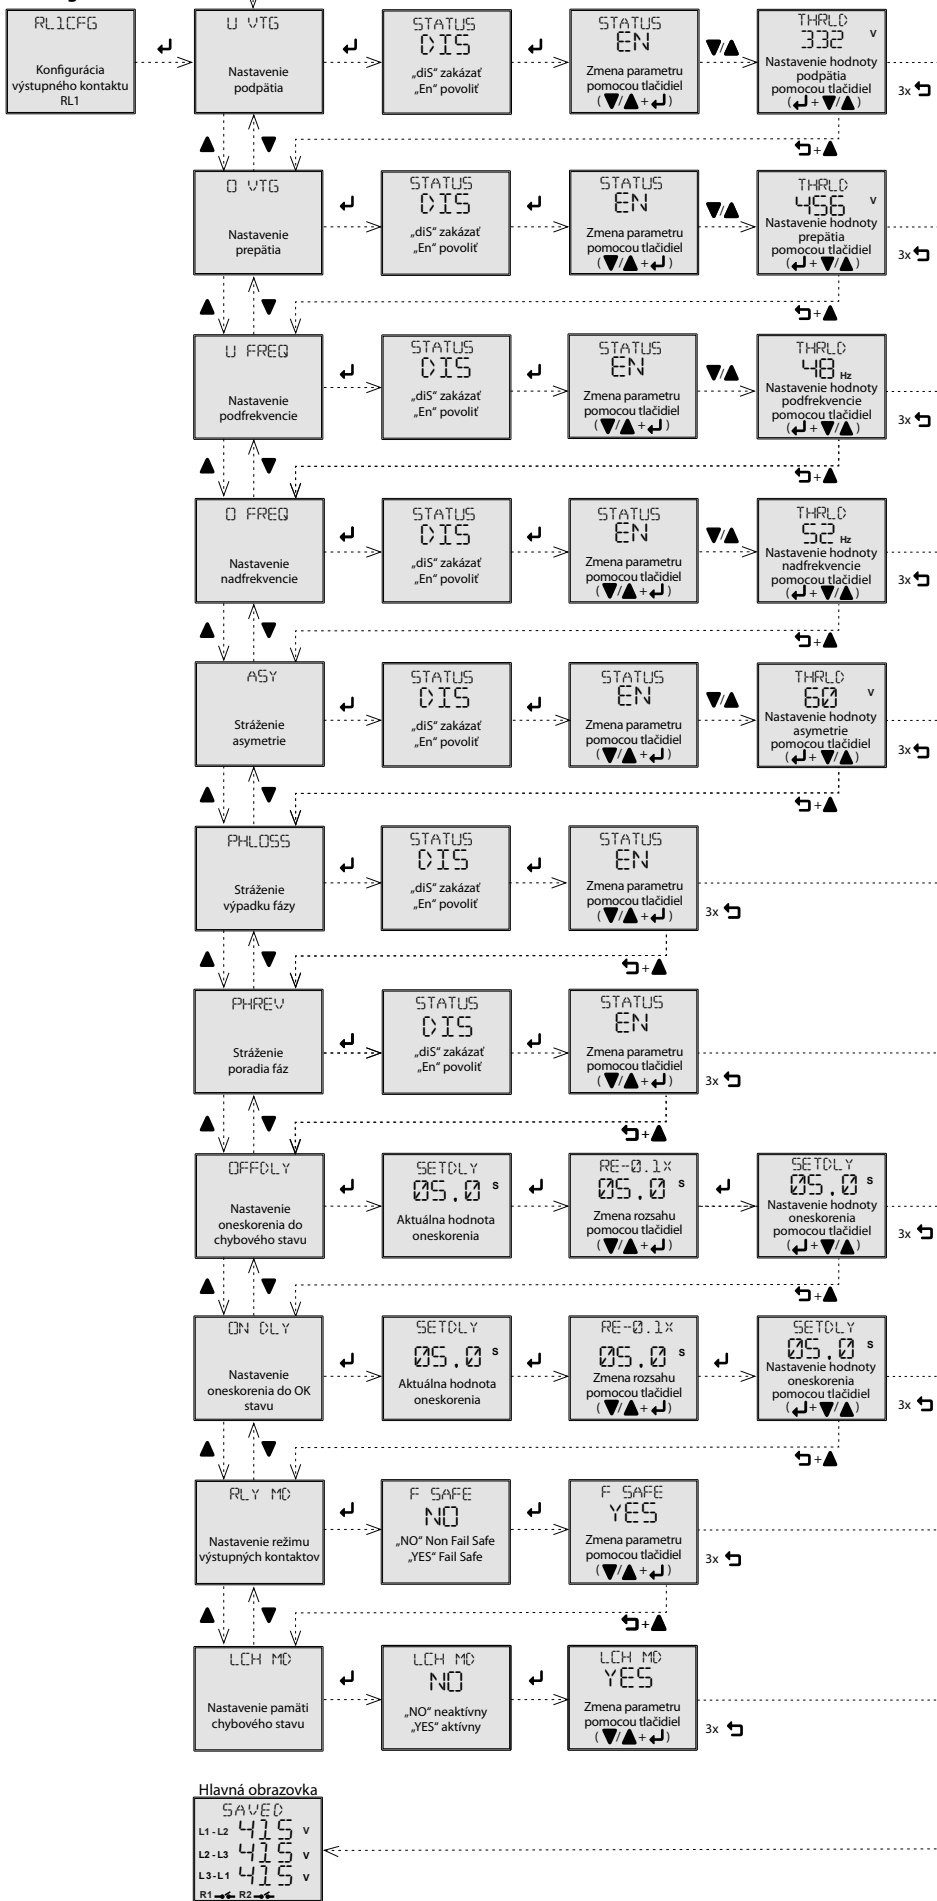 RL1CFG
Konfigurácia
výstupného kontaktu
RL1
U VTG
Nastavenie
podpätia
STATUS
DIS
„diS“ zakázať
„En“ povoliť
STATUS
EN
Zmena parametru
pomocou tlačidiel
(▼/▲ + ↵)
▼/▲
THRLD
332 V
Nastavenie hodnoty
podpätia
pomocou tlačidiel
(↵ + ▼/▲)
3x ⮌
⮌+▲
O VTG
Nastavenie
prepätia
STATUS
DIS
„diS“ zakázať
„En“ povoliť
STATUS
EN
Zmena parametru
pomocou tlačidiel
(▼/▲ + ↵)
▼/▲
THRLD
456 V
Nastavenie hodnoty
prepätia
pomocou tlačidiel
(↵ + ▼/▲)
3x ⮌
⮌+▲
U FREQ
Nastavenie
podfrekvencie
STATUS
DIS
„diS“ zakázať
„En“ povoliť
STATUS
EN
Zmena parametru
pomocou tlačidiel
(▼/▲ + ↵)
▼/▲
THRLD
48 Hz
Nastavenie hodnoty
podfrekvencie
pomocou tlačidiel
(↵ + ▼/▲)
3x ⮌
⮌+▲
O FREQ
Nastavenie
nadfrekvencie
STATUS
DIS
„diS“ zakázať
„En“ povoliť
STATUS
EN
Zmena parametru
pomocou tlačidiel
(▼/▲ + ↵)
▼/▲
THRLD
52 Hz
Nastavenie hodnoty
nadfrekvencie
pomocou tlačidiel
(↵ + ▼/▲)
3x ⮌
⮌+▲
ASY
Stráženie
asymetrie
STATUS
DIS
„diS“ zakázať
„En“ povoliť
STATUS
EN
Zmena parametru
pomocou tlačidiel
(▼/▲ + ↵)
▼/▲
THRLD
60 V
Nastavenie hodnoty
asymetrie
pomocou tlačidiel
(↵ + ▼/▲)
3x ⮌
⮌+▲
PHLOSS
Stráženie
výpadku fázy
STATUS
DIS
„diS“ zakázať
„En“ povoliť
STATUS
EN
Zmena parametru
pomocou tlačidiel
(▼/▲ + ↵)
3x ⮌
⮌+▲
PHREV
Stráženie
poradia fáz
STATUS
DIS
„diS“ zakázať
„En“ povoliť
STATUS
EN
Zmena parametru
pomocou tlačidiel
(▼/▲ + ↵)
3x ⮌
⮌+▲
OFFDLY
Nastavenie
oneskorenia do
chybového stavu
SETDLY
05.0 s
Aktuálna hodnota
oneskorenia
RE-0.1X
05.0 s
Zmena rozsahu
pomocou tlačidiel
(▼/▲ + ↵)
SETDLY
05.0 s
Nastavenie hodnoty
oneskorenia
pomocou tlačidiel
(↵ + ▼/▲)
3x ⮌
⮌+▲
ON DLY
Nastavenie
oneskorenia do OK
stavu
SETDLY
05.0 s
Aktuálna hodnota
oneskorenia
RE-0.1X
05.0 s
Zmena rozsahu
pomocou tlačidiel
(▼/▲ + ↵)
SETDLY
05.0 s
Nastavenie hodnoty
oneskorenia
pomocou tlačidiel
(↵ + ▼/▲)
3x ⮌
⮌+▲
RLY MD
Nastavenie režimu
výstupných kontaktov
F SAFE
NO
„NO“ Non Fail Safe
„YES“ Fail Safe
F SAFE
YES
Zmena parametru
pomocou tlačidiel
(▼/▲ + ↵)
3x ⮌
⮌+▲
LCH MD
Nastavenie pamäti
chybového stavu
LCH MD
NO
„NO“ neaktívny
„YES“ aktívny
LCH MD
YES
Zmena parametru
pomocou tlačidiel
(▼/▲ + ↵)
3x ⮌
Hlavná obrazovka
SAVED
L1-L2 415 V
L2-L3 415 V
L3-L1 415 V
R1 R2